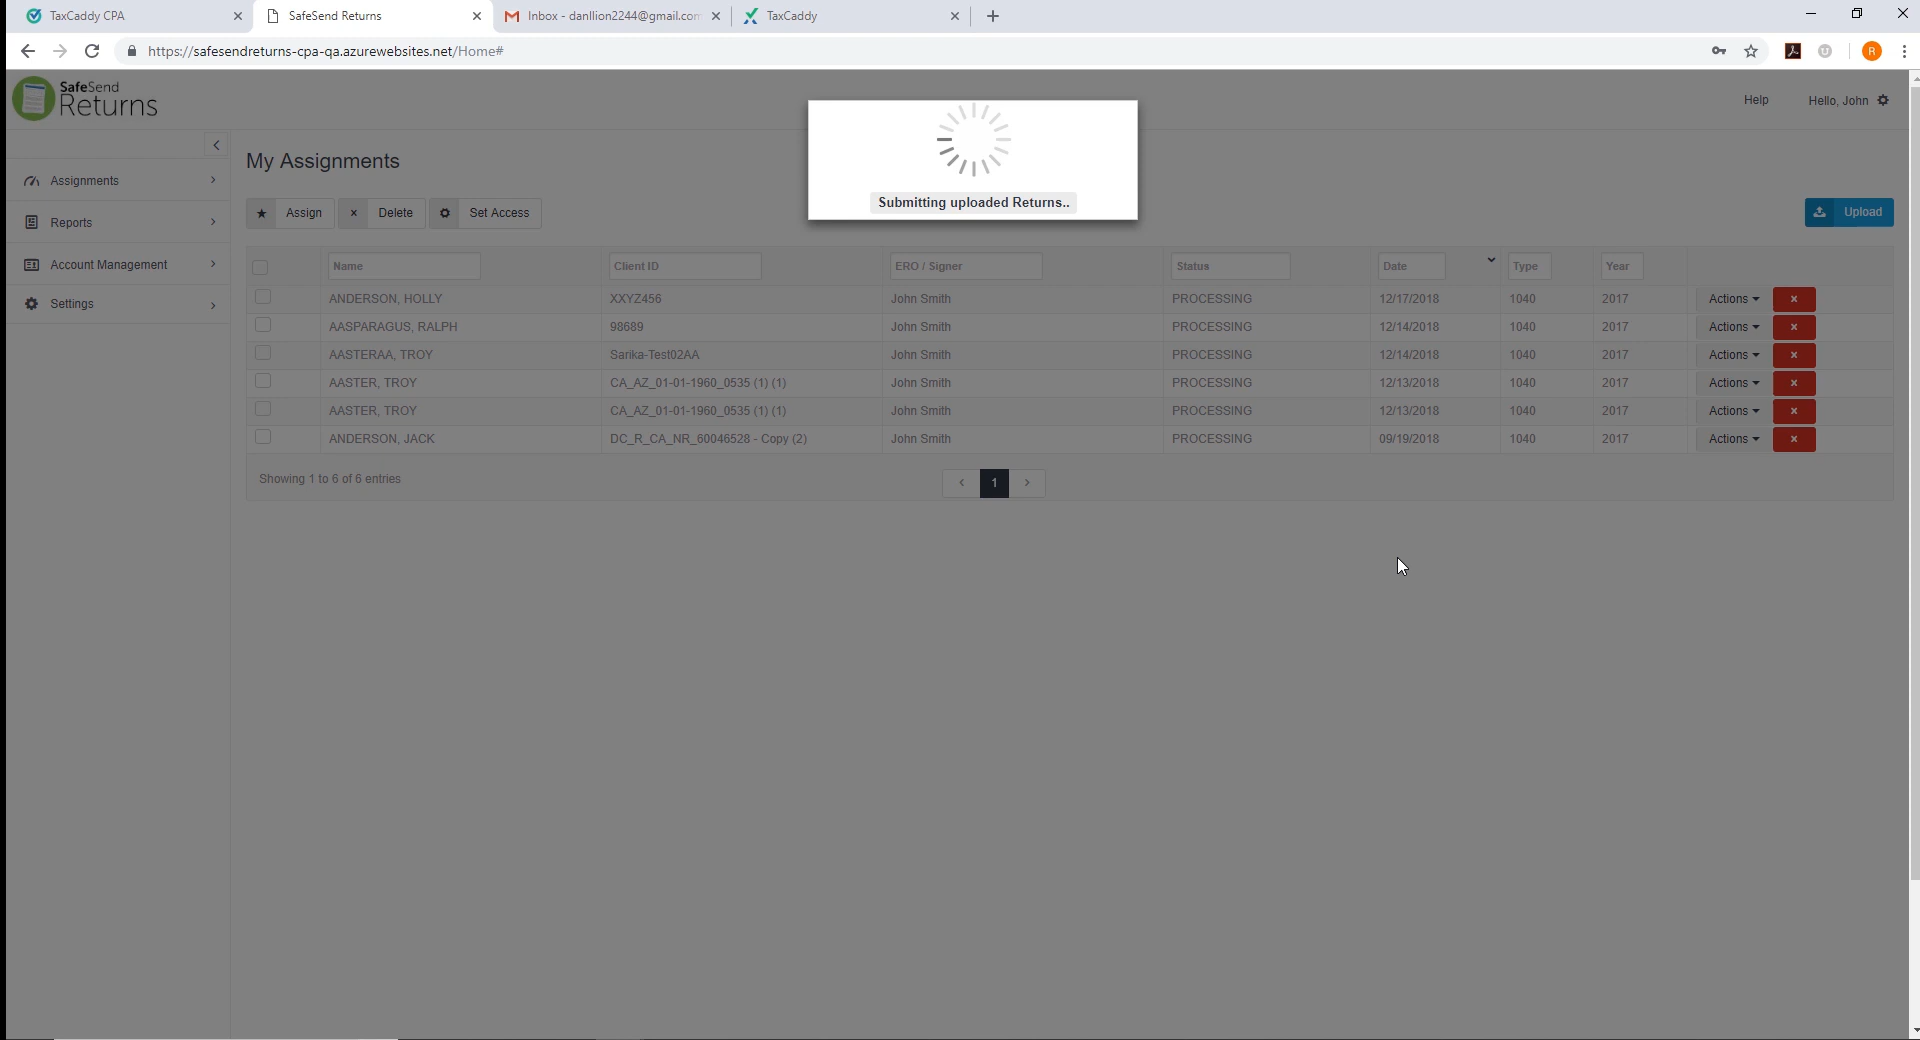 TaxCaddy CPA
SafeSend Returns
Inbox - danllion2244@gmail.com
TaxCaddy
https://safesendreturns-cpa-qa.azurewebsites.net/Home#
R
SafeSend
Returns
Help
Hello, John
Submitting uploaded Returns..
My Assignments
Assignments
Reports
Account Management
Settings
Assign
Delete
Set Access
Upload
Name Client ID ERO / Signer Status Date Type Year
ANDERSON, HOLLY XXYZ456 John Smith PROCESSING 12/17/2018 1040 2017 Actions x
AASPARAGUS, RALPH 98689 John Smith PROCESSING 12/14/2018 1040 2017 Actions x
AASTERAA, TROY Sarika-Test02AA John Smith PROCESSING 12/14/2018 1040 2017 Actions x
AASTER, TROY CA_AZ_01-01-1960_0535 (1) (1) John Smith PROCESSING 12/13/2018 1040 2017 Actions x
AASTER, TROY CA_AZ_01-01-1960_0535 (1) (1) John Smith PROCESSING 12/13/2018 1040 2017 Actions x
ANDERSON, JACK DC_R_CA_NR_60046528 - Copy (2) John Smith PROCESSING 09/19/2018 1040 2017 Actions x
Showing 1 to 6 of 6 entries
1